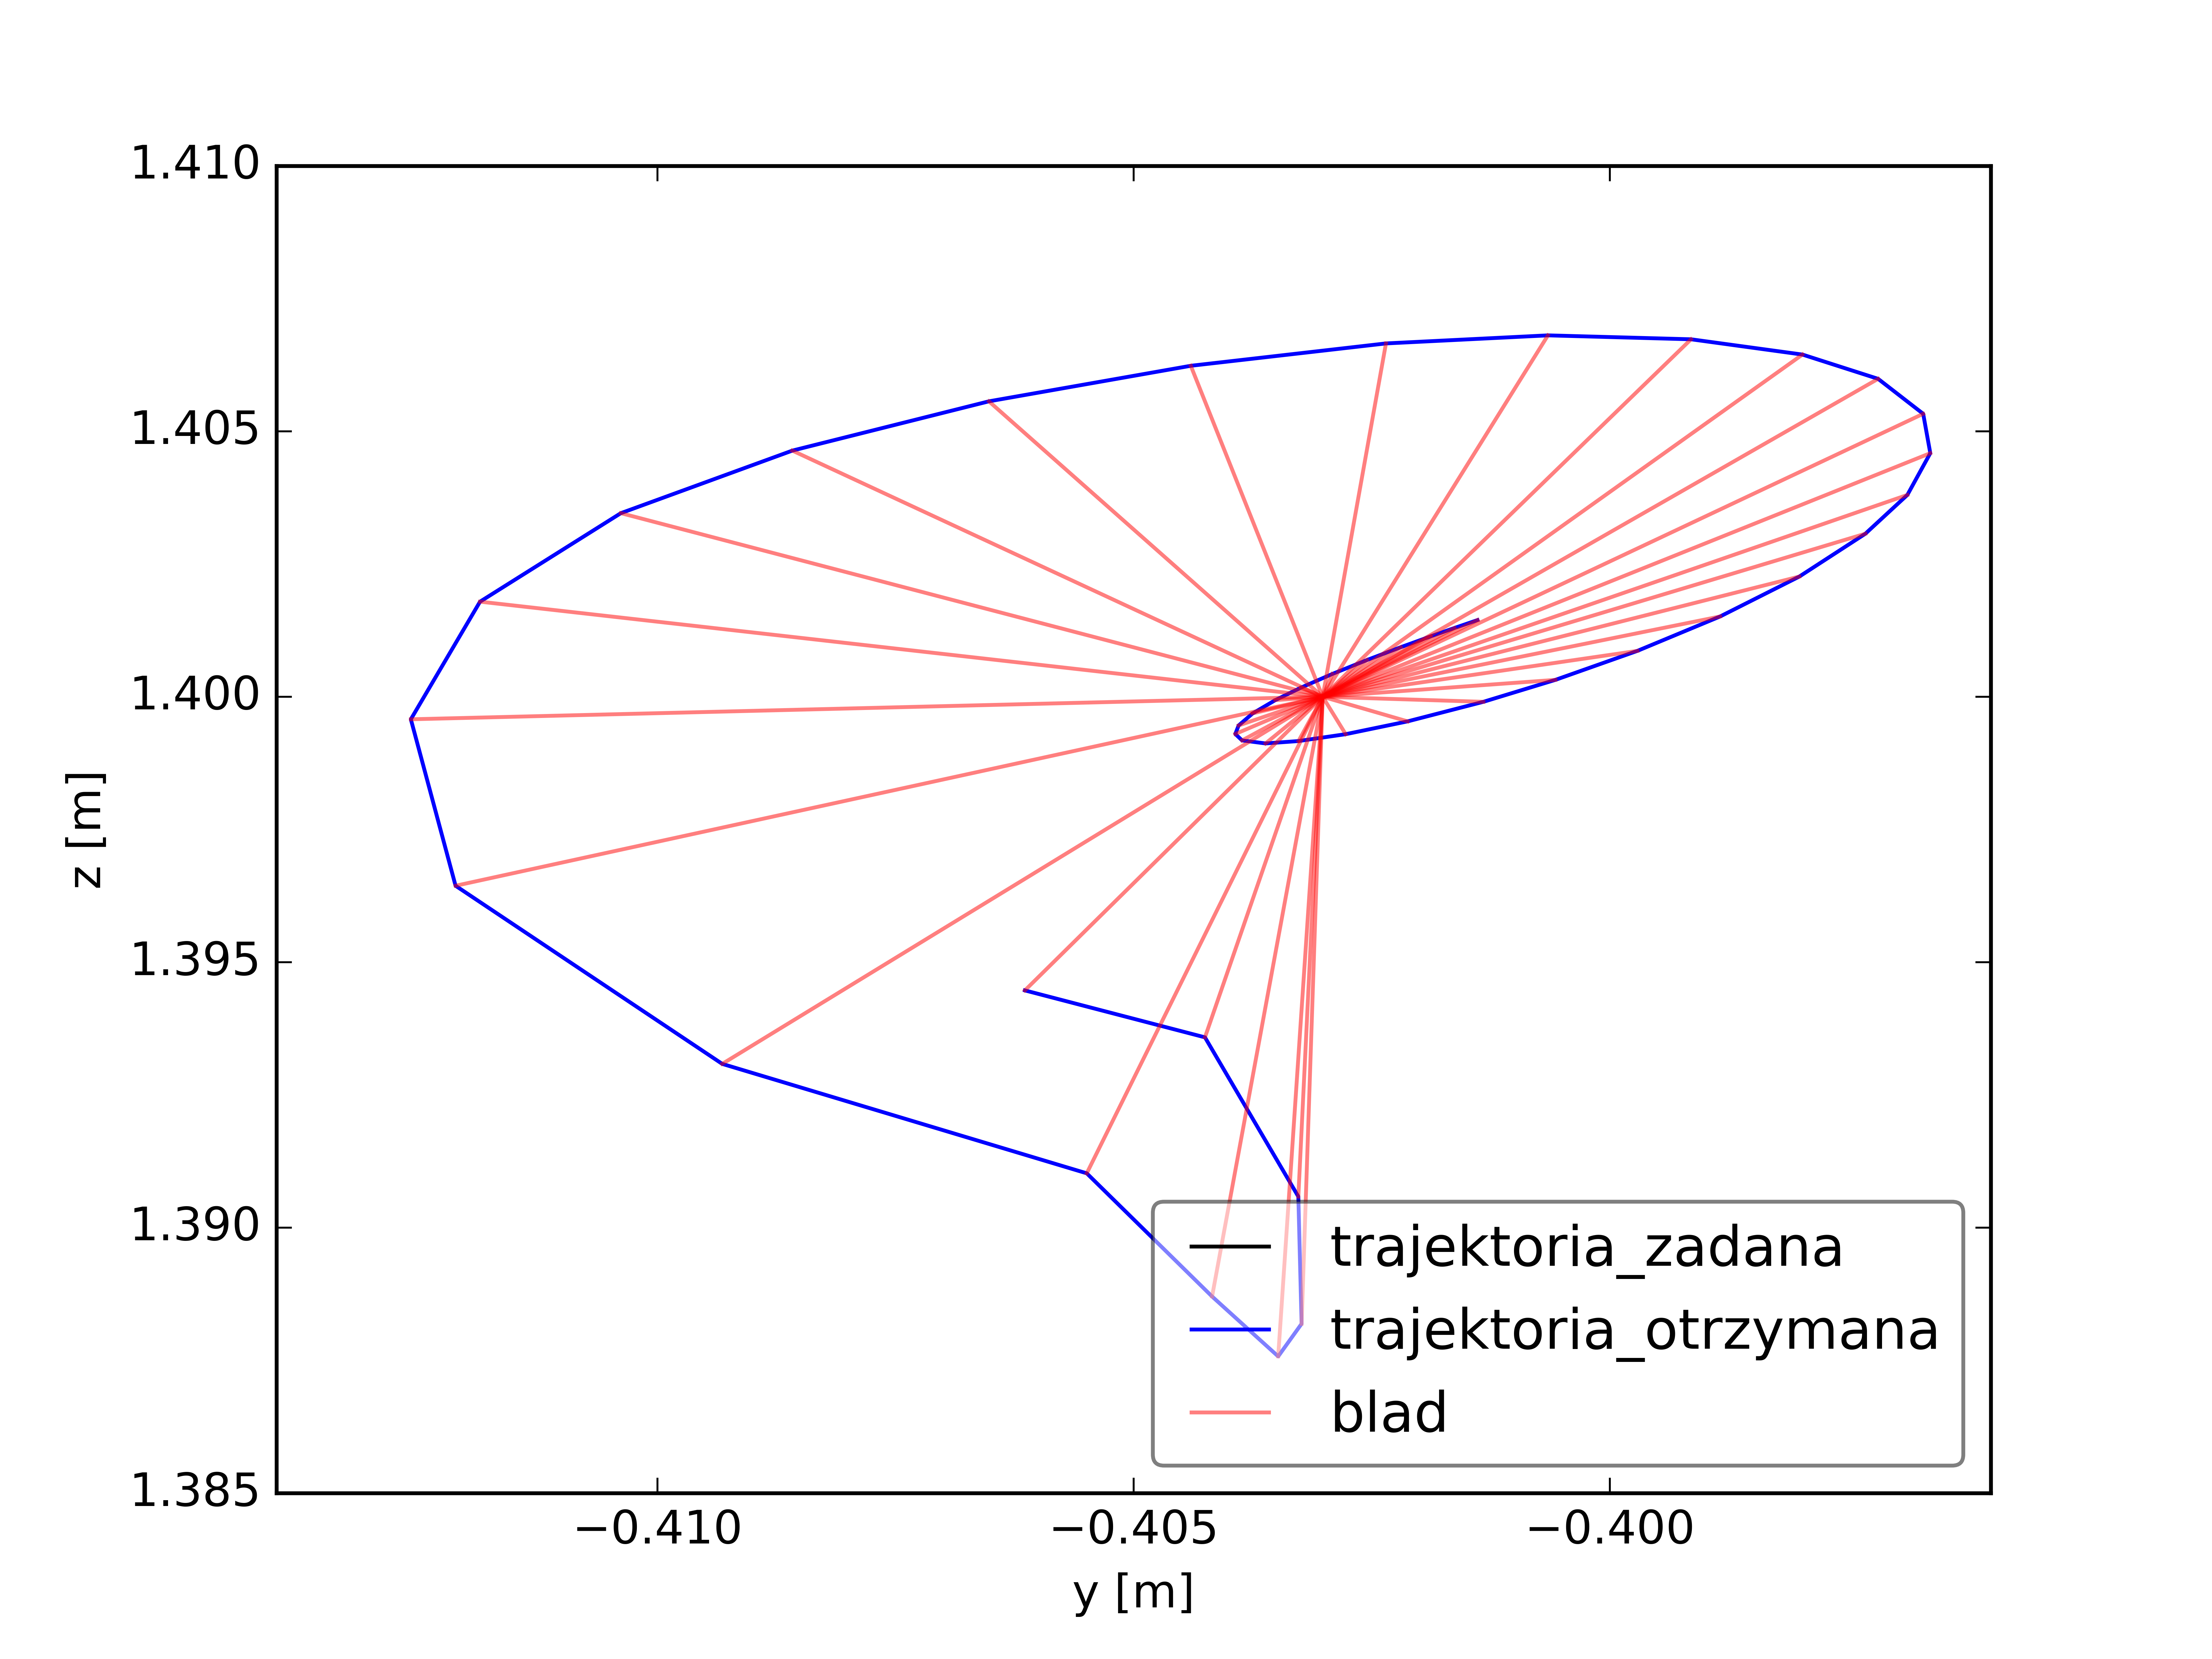 1.410
1.405
1.400
1.395
1.390
1.385
z [m]
−0.410
−0.405
−0.400
y [m]
trajektoria_zadana
trajektoria_otrzymana
blad